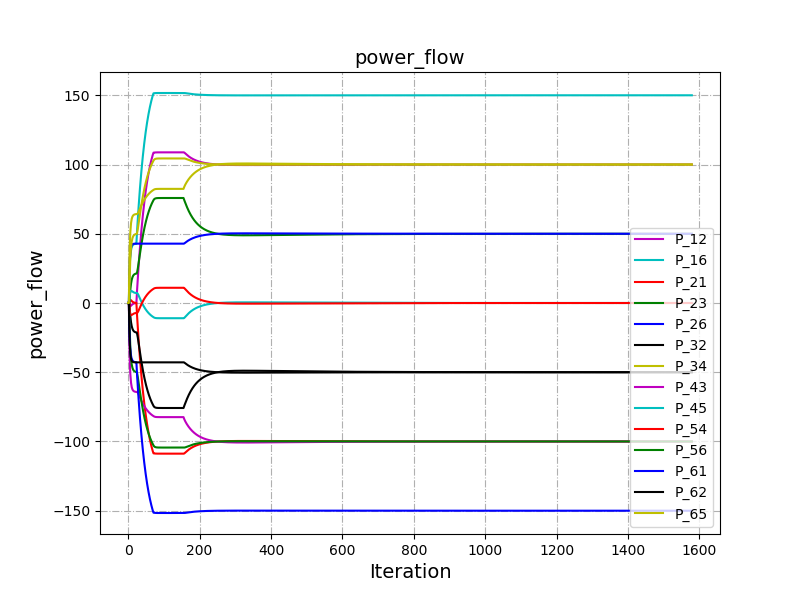 power_flow
150
100
50
0
−50
−100
−150
power_flow
0
200
400
600
800
1000
1200
1400
1600
Iteration
P_12
P_16
P_21
P_23
P_26
P_32
P_34
P_43
P_45
P_54
P_56
P_61
P_62
P_65